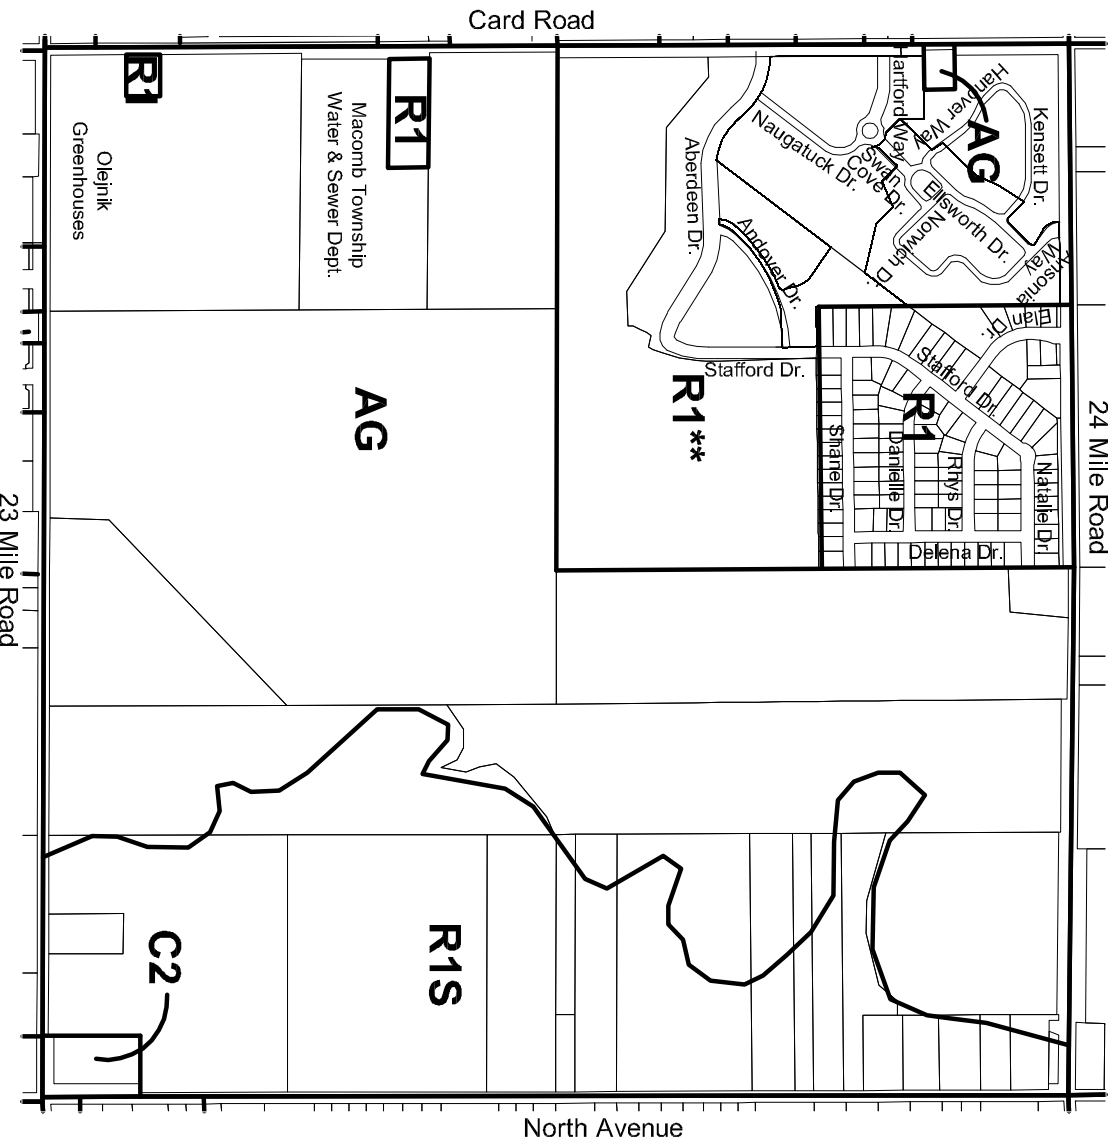 Card Road
R1
Olejnik
Greenhouses
Macomb Township
Water & Sewer Dept.
R1
Aberdeen Dr.
Andover Dr.
Naugatuck Dr.
Hartford Way
Swan
Cove Dr.
Hanover Way
AG
Kensett Dr.
Ellsworth Dr.
Norwich D.
Ansonia
Way
Elan
Dr.
Stafford Dr.
Stafford Dr.
R1
R1**
AG
Shane Dr.
Danielle Dr.
Rhys Dr.
Natalie Dr.
Delena Dr.
24 Mile Road
23 Mile Road
R1S
C2
North Avenue